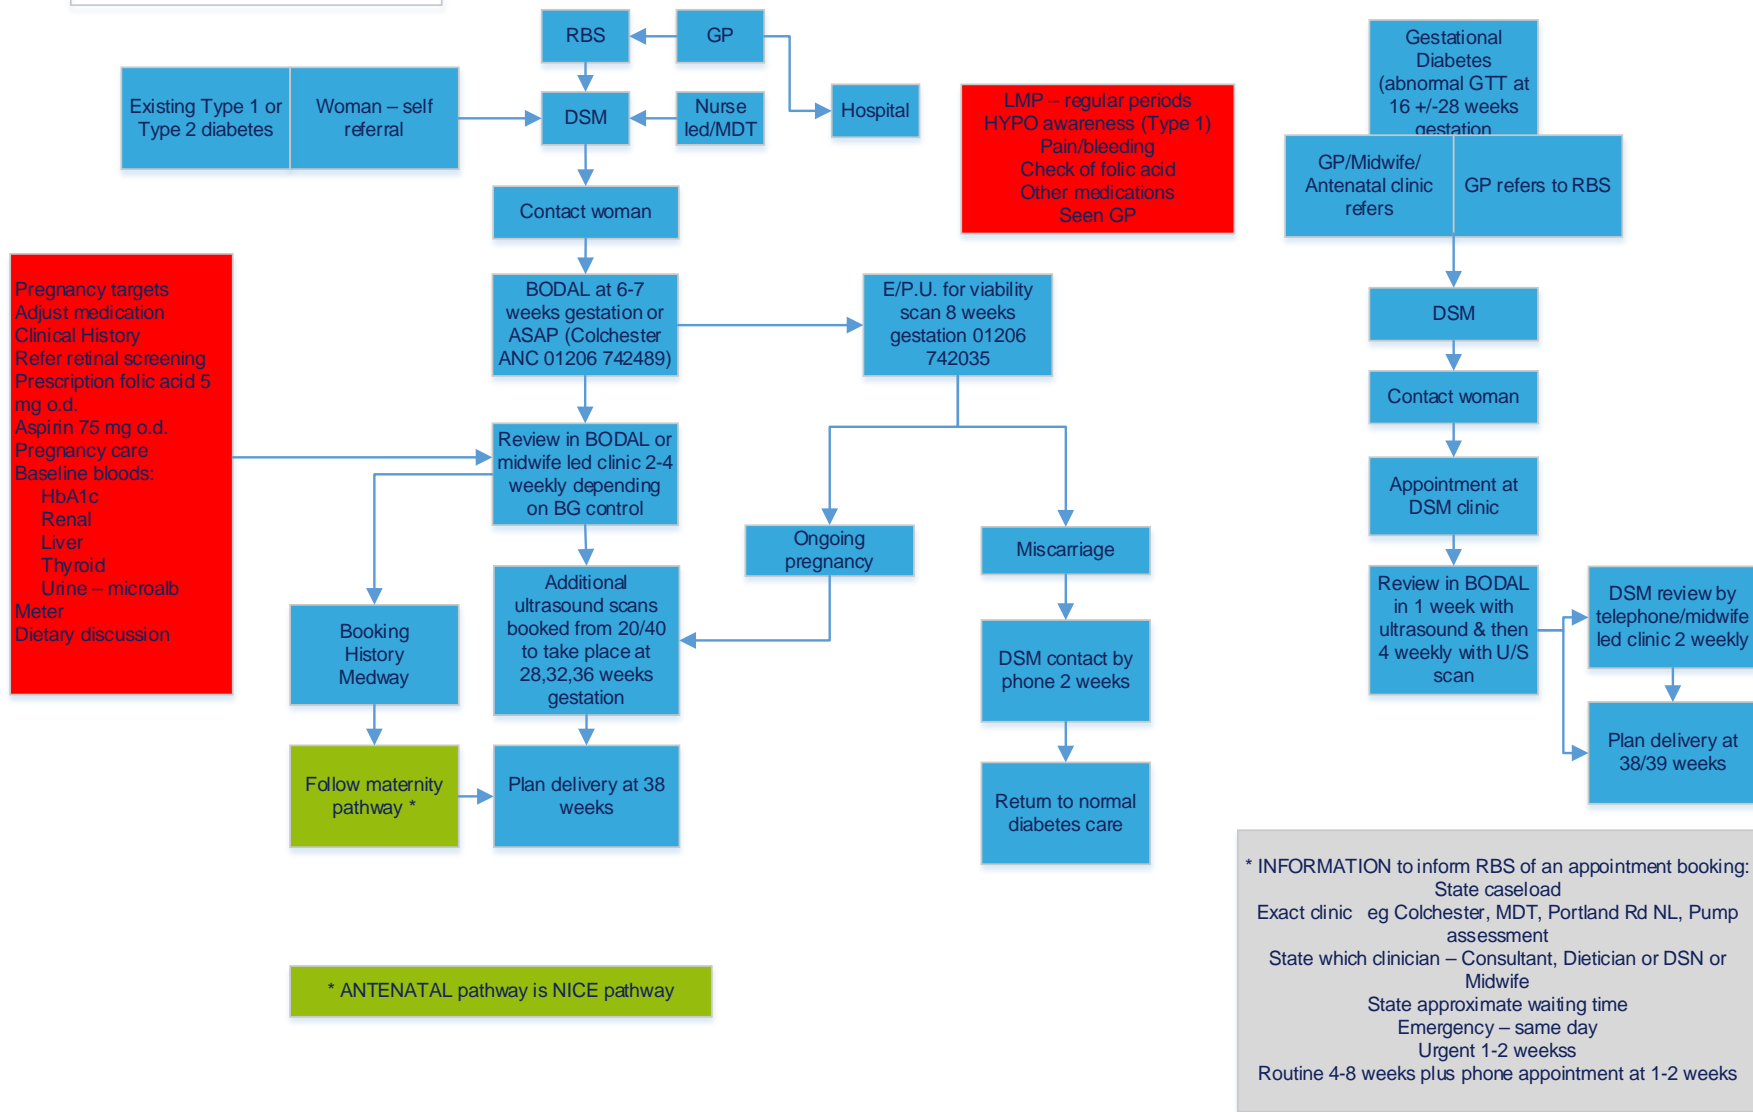 RBS
GP
Existing Type 1 or
Type 2 diabetes
Woman – self
referral
DSM
Nurse
led/MDT
Hospital
Contact woman
LMP – regular periods
HYPO awareness (Type 1)
Pain/bleeding
Check of folic acid
Other medications
Seen GP
Pregnancy targets
Adjust medication
Clinical History
Refer retinal screening
Prescription folic acid 5
mg o.d.
Aspirin 75 mg o.d.
Pregnancy care
Baseline bloods:
HbA1c
Renal
Liver
Thyroid
Urine – microalb
Meter
Dietary discussion
BODAL at 6-7
weeks gestation or
ASAP (Colchester
ANC 01206 742489)
E/P.U. for viability
scan 8 weeks
gestation 01206
742035
Review in BODAL or
midwife led clinic 2-4
weekly depending
on BG control
Ongoing
pregnancy
Miscarriage
Booking
History
Medway
Additional
ultrasound scans
booked from 20/40
to take place at
28,32,36 weeks
gestation
DSM contact by
phone 2 weeks
Follow maternity
pathway *
Plan delivery at 38
weeks
Return to normal
diabetes care
* ANTENATAL pathway is NICE pathway
Gestational
Diabetes
(abnormal GTT at
16 +/-28 weeks
gestation
GP/Midwife/
Antenatal clinic
refers
GP refers to RBS
DSM
Contact woman
Appointment at
DSM clinic
Review in BODAL
in 1 week with
ultrasound & then
4 weekly with U/S
scan
DSM review by
telephone/midwife
led clinic 2 weekly
Plan delivery at
38/39 weeks
* INFORMATION to inform RBS of an appointment booking:
State caseload
Exact clinic eg Colchester, MDT, Portland Rd NL, Pump
assessment
State which clinician – Consultant, Dietician or DSN or
Midwife
State approximate waiting time
Emergency – same day
Urgent 1-2 weekss
Routine 4-8 weeks plus phone appointment at 1-2 weeks